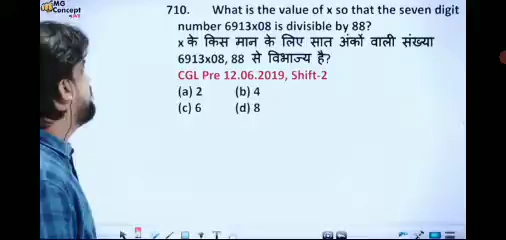 MG
Concept
710. What is the value of x so that the seven digit
number 6913x08 is divisible by 88?
x के किस मान के लिए सात अंकों वाली संख्या
6913x08, 88 से विभाज्य है?
CGL Pre 12.06.2019, Shift-2
(a) 2 (b) 4
(c) 6 (d) 8